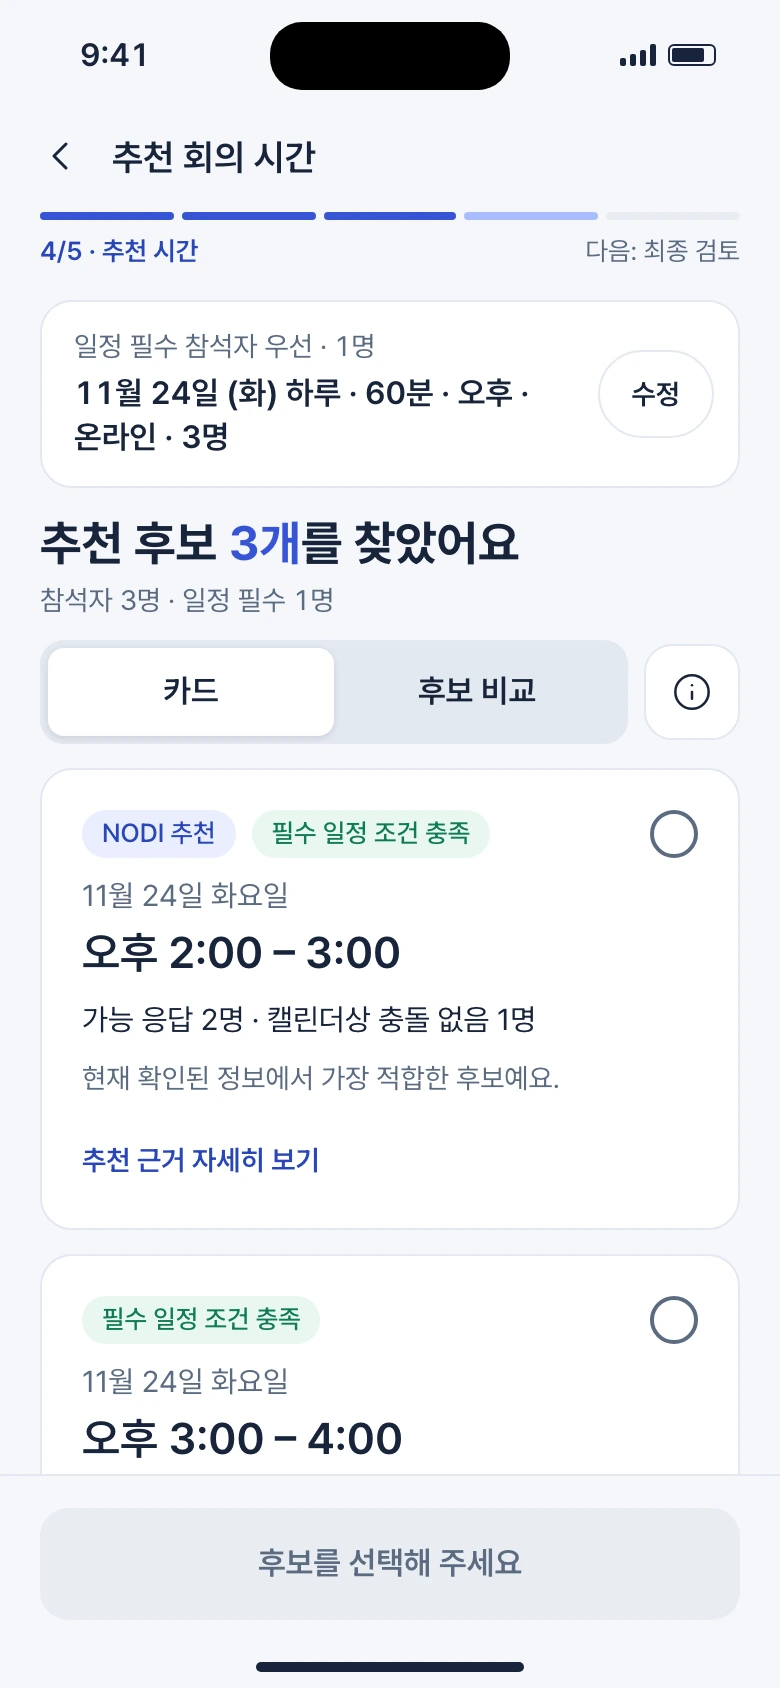 9:41
추천 회의 시간
4/5 · 추천 시간
다음: 최종 검토
일정 필수 참석자 우선 · 1명
11월 24일 (화) 하루 · 60분 · 오후 ·
온라인 · 3명
수정
추천 후보 3개를 찾았어요
참석자 3명 · 일정 필수 1명
카드
후보 비교
NODI 추천
필수 일정 조건 충족
11월 24일 화요일
오후 2:00 – 3:00
가능 응답 2명 · 캘린더상 충돌 없음 1명
현재 확인된 정보에서 가장 적합한 후보예요.
추천 근거 자세히 보기
필수 일정 조건 충족
11월 24일 화요일
오후 3:00 – 4:00
후보를 선택해 주세요